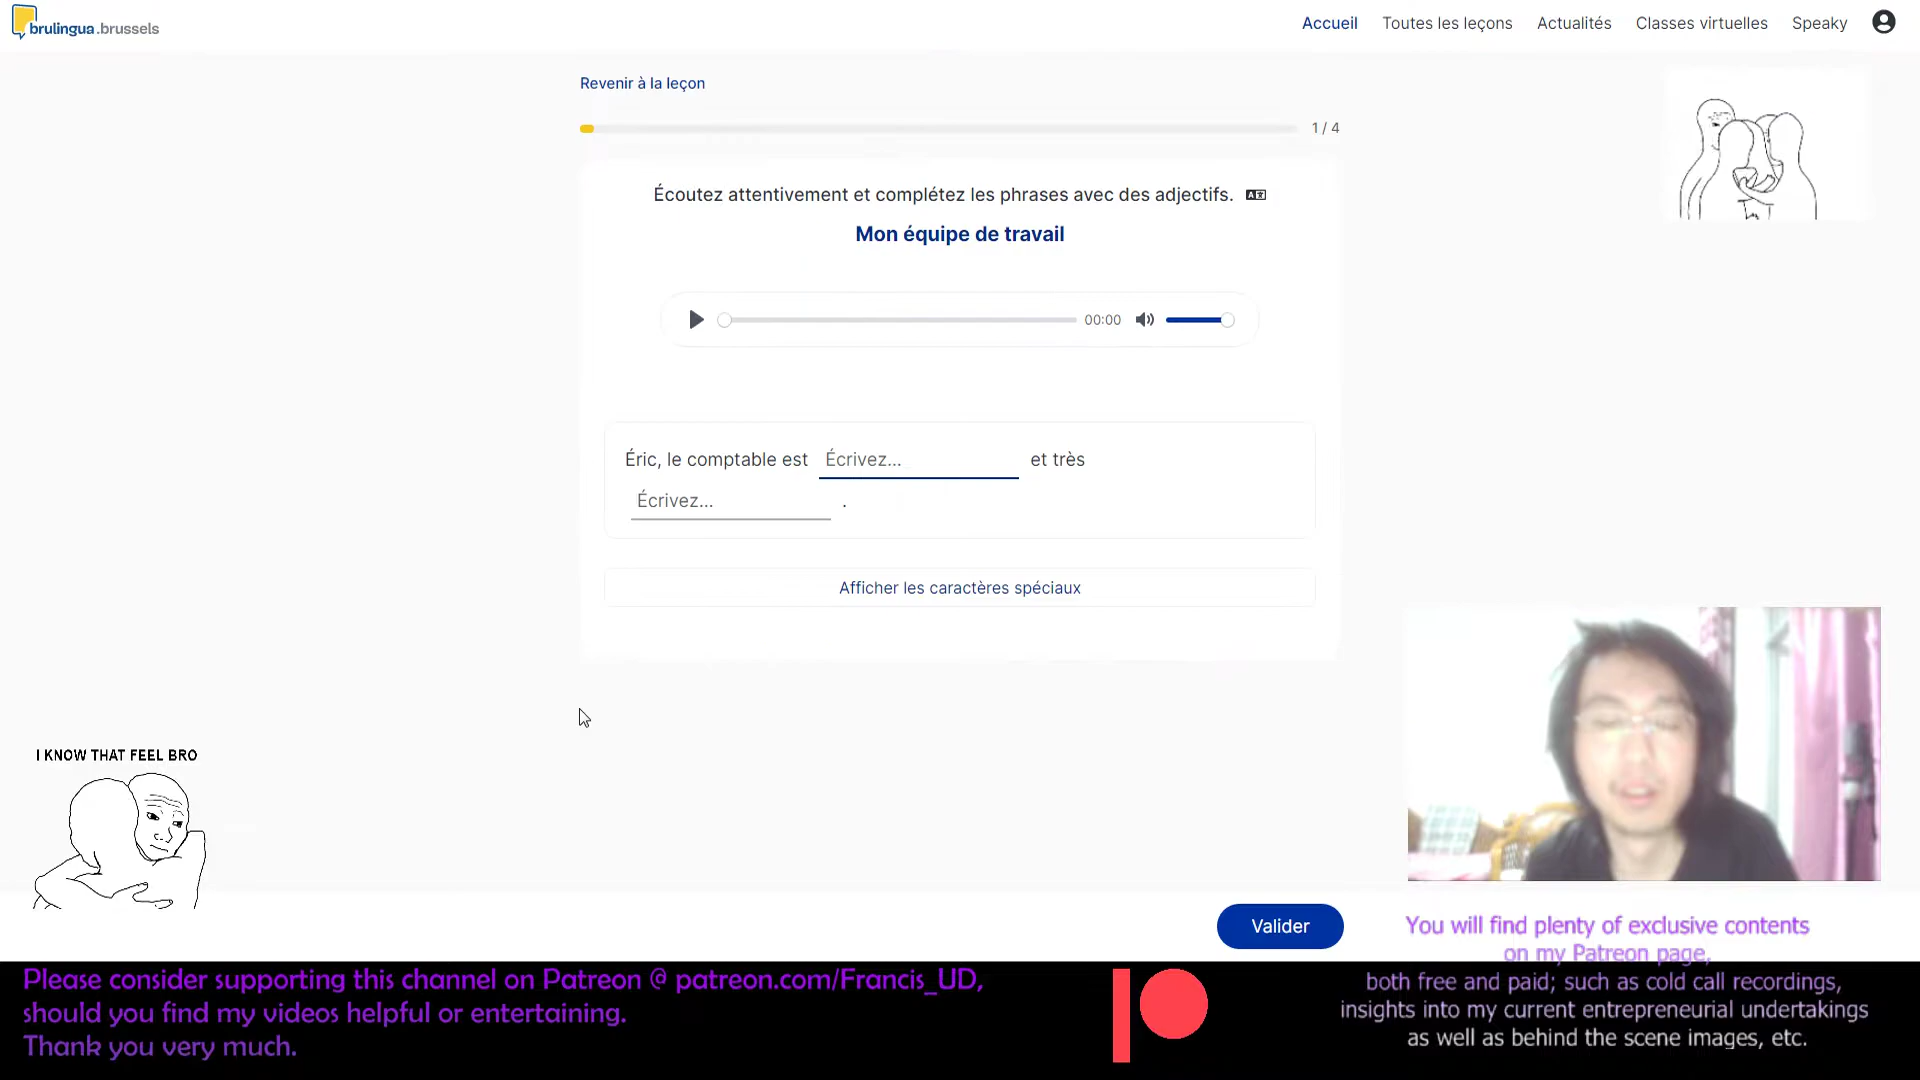 brulingua.brussels
Accueil
Toutes les leçons
Actualités
Classes virtuelles
Speaky
Revenir à la leçon
1 / 4
Écoutez attentivement et complétez les phrases avec des adjectifs.
Mon équipe de travail
00:00
Éric, le comptable est Écrivez... et très
Écrivez... .
Afficher les caractères spéciaux
I KNOW THAT FEEL BRO
Valider
You will find plenty of exclusive contents
on my Patreon page,
both free and paid; such as cold call recordings,
insights into my current entrepreneurial undertakings
as well as behind the scene images, etc.
Please consider supporting this channel on Patreon @ patreon.com/Francis_UD,
should you find my videos helpful or entertaining.
Thank you very much.